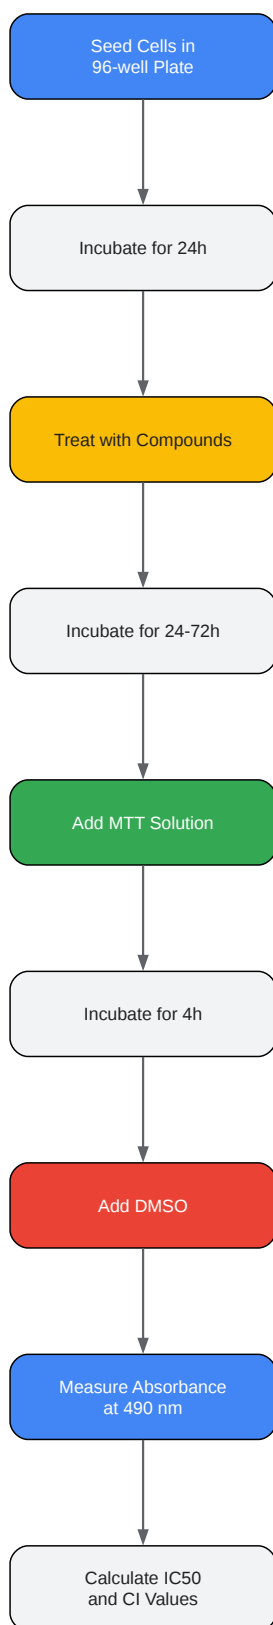 Seed Cells in
96-well Plate
Incubate for 24h
Treat with Compounds
Incubate for 24-72h
Add MTT Solution
Incubate for 4h
Add DMSO
Measure Absorbance
at 490 nm
Calculate IC50
and CI Values